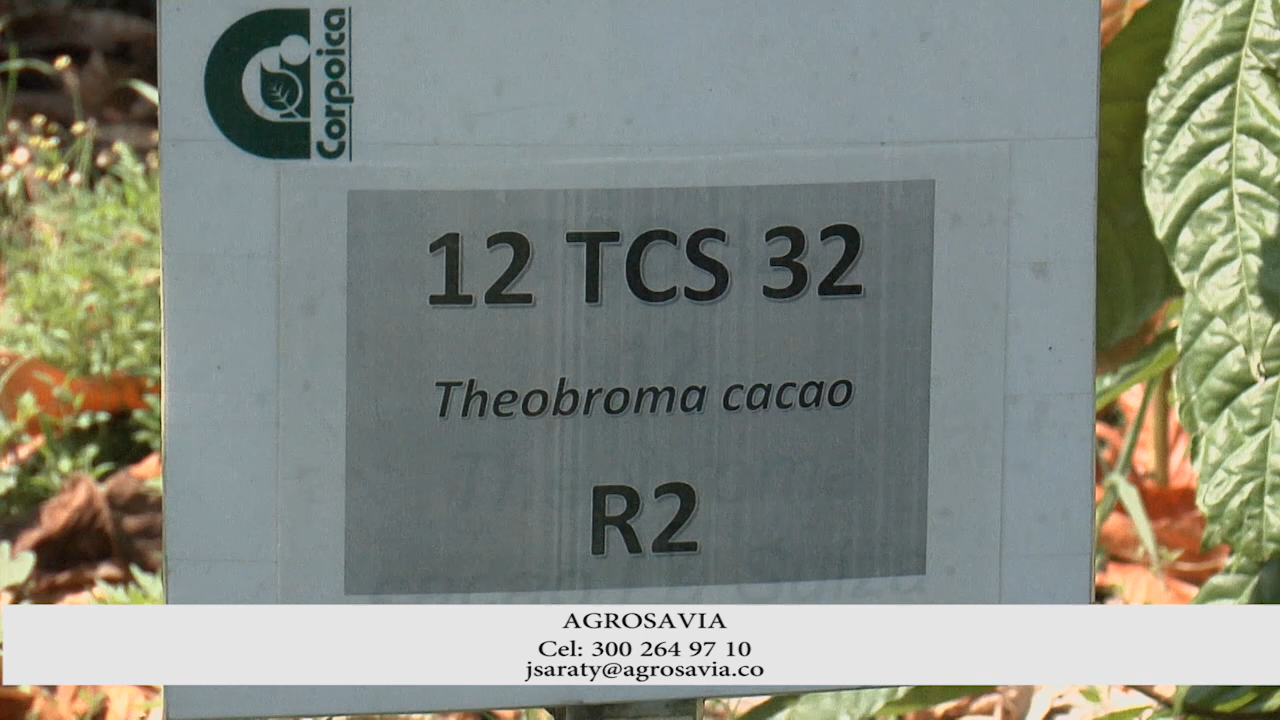 Corpoica
12 TCS 32
Theobroma cacao
R2
AGROSAVIA
Cel: 300 264 97 10
jsaraty@agrosavia.co